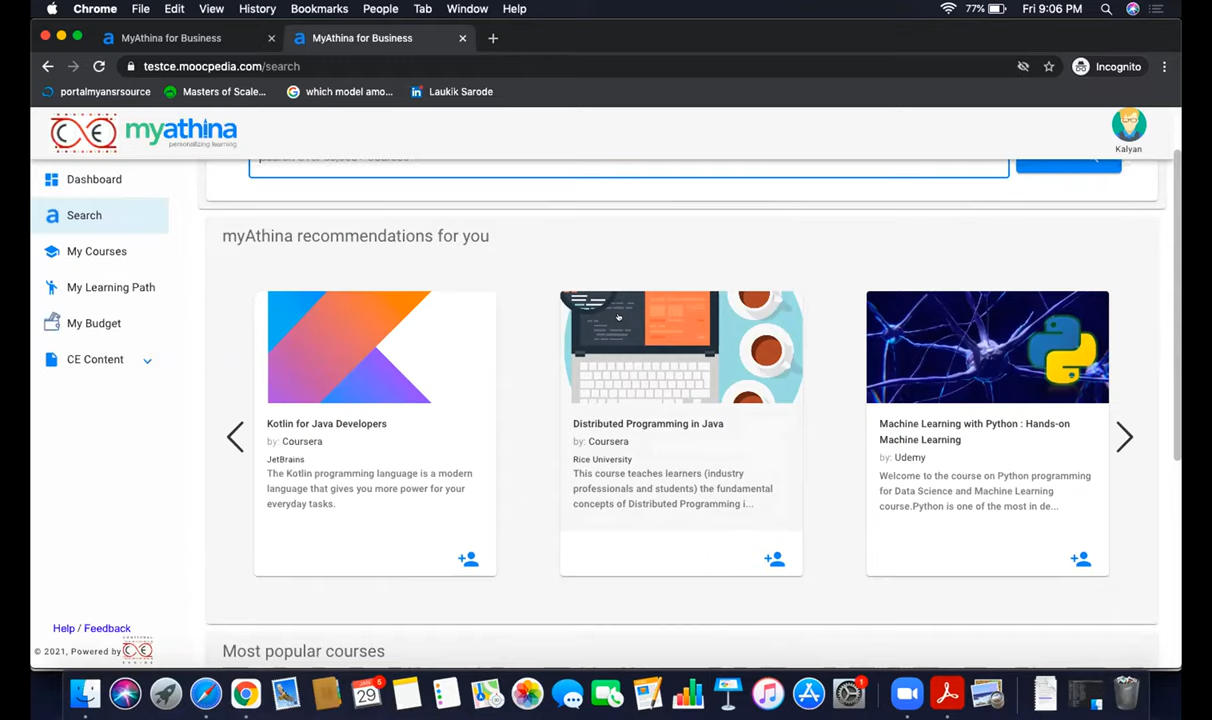 Chrome File Edit View History Bookmarks People Tab Window Help 77% Fri 9:06 PM
MyAthina for Business MyAthina for Business
testce.moocpedia.com/search Incognito
portalmyansrsource Masters of Scale... which model amo... Laukik Sarode
CE myathina
personalizing learning
Kalyan
Dashboard
Search
My Courses
My Learning Path
My Budget
CE Content
myAthina recommendations for you
Kotlin for Java Developers
by: Coursera
JetBrains
The Kotlin programming language is a modern
language that gives you more power for your
everyday tasks.
Distributed Programming in Java
by: Coursera
Rice University
This course teaches learners (industry
professionals and students) the fundamental
concepts of Distributed Programming i...
Machine Learning with Python : Hands-on
Machine Learning
by: Udemy
Welcome to the course on Python programming
for Data Science and Machine Learning
course.Python is one of the most in de...
Most popular courses
Help / Feedback
© 2021, Powered by
JAN
29
5
1